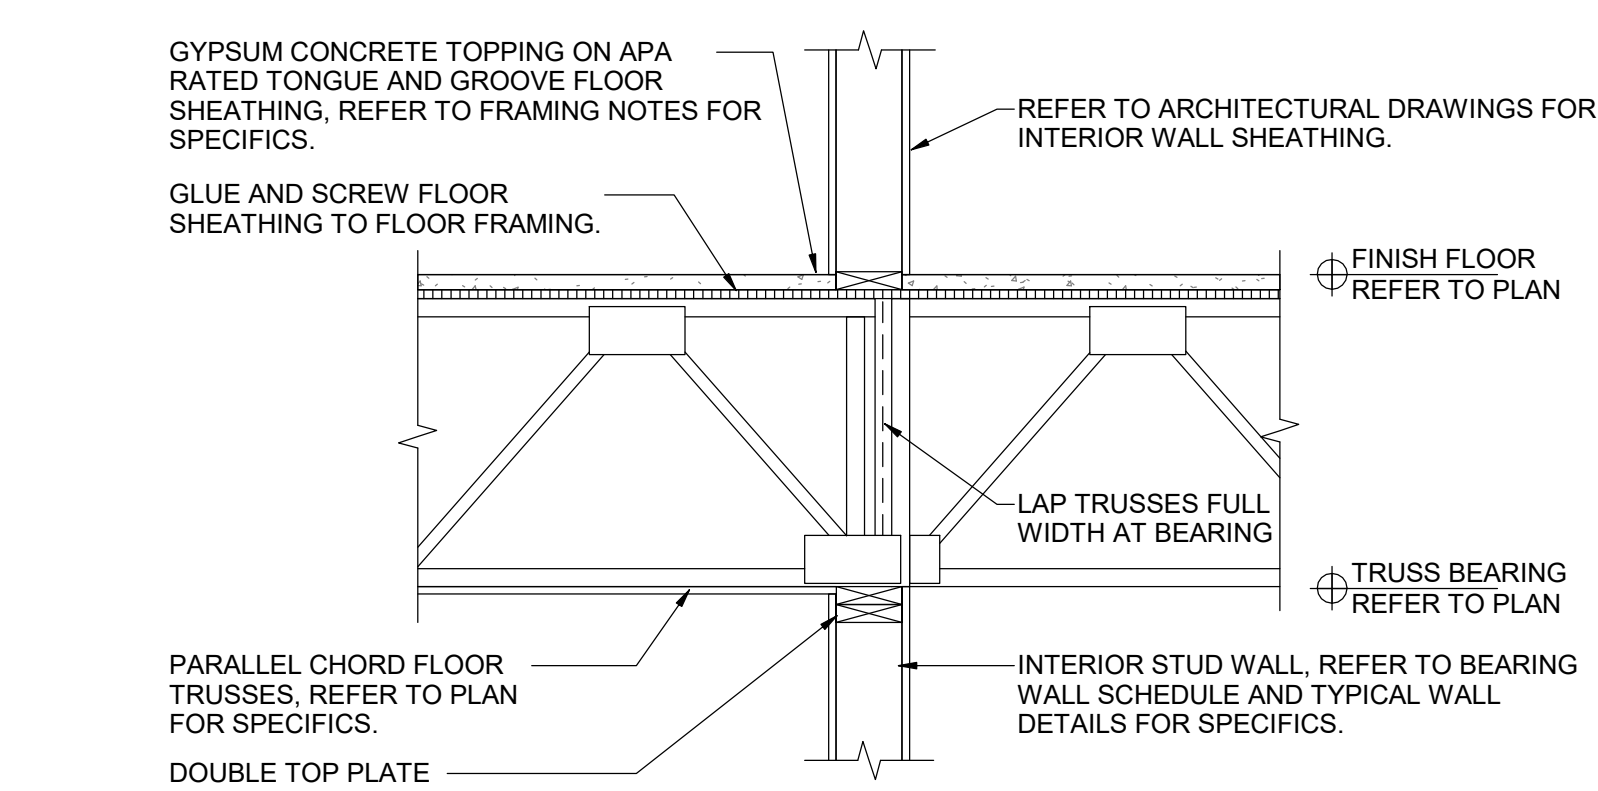 GYPSUM CONCRETE TOPPING ON APA
RATED TONGUE AND GROOVE FLOOR
SHEATHING, REFER TO FRAMING NOTES FOR
SPECIFICS.
GLUE AND SCREW FLOOR
SHEATHING TO FLOOR FRAMING.
REFER TO ARCHITECTURAL DRAWINGS FOR
INTERIOR WALL SHEATHING.
FINISH FLOOR
REFER TO PLAN
LAP TRUSSES FULL
WIDTH AT BEARING
TRUSS BEARING
REFER TO PLAN
PARALLEL CHORD FLOOR
TRUSSES, REFER TO PLAN
FOR SPECIFICS.
DOUBLE TOP PLATE
INTERIOR STUD WALL, REFER TO BEARING
WALL SCHEDULE AND TYPICAL WALL
DETAILS FOR SPECIFICS.